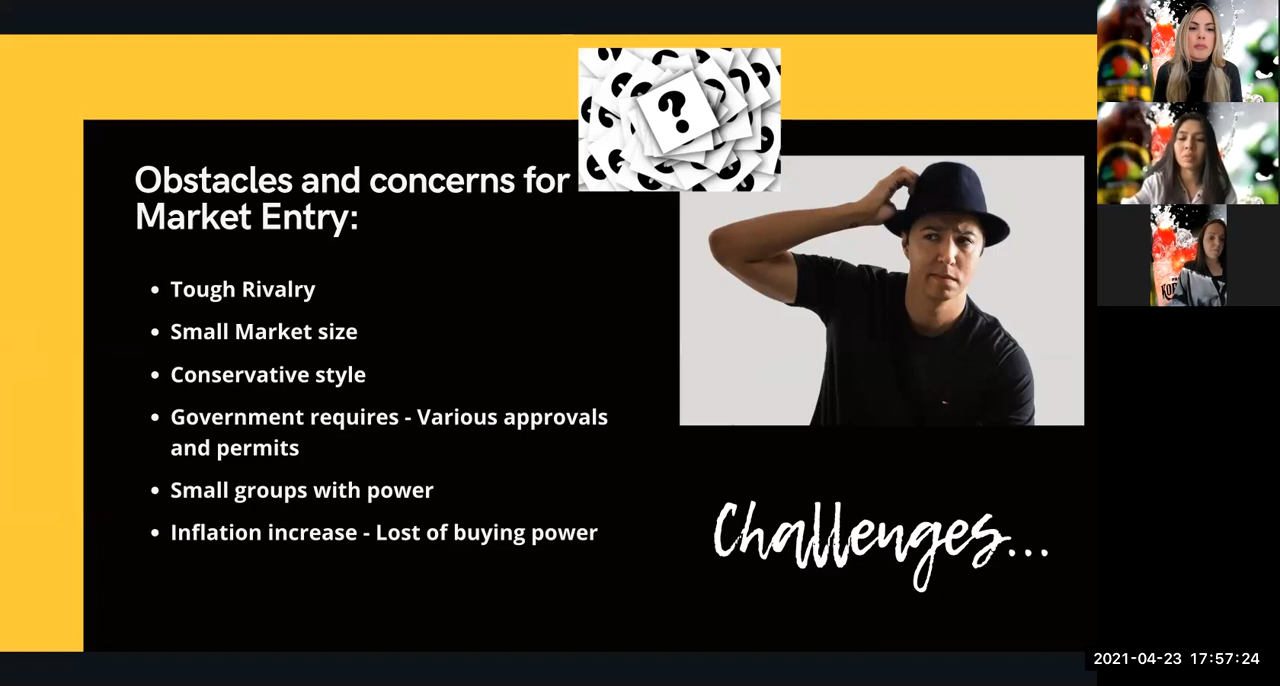 Obstacles and concerns for
Market Entry:
• Tough Rivalry
• Small Market size
• Conservative style
• Government requires - Various approvals
and permits
• Small groups with power
• Inflation increase - Lost of buying power
?
Challenges...
2021-04-23 17:57:24